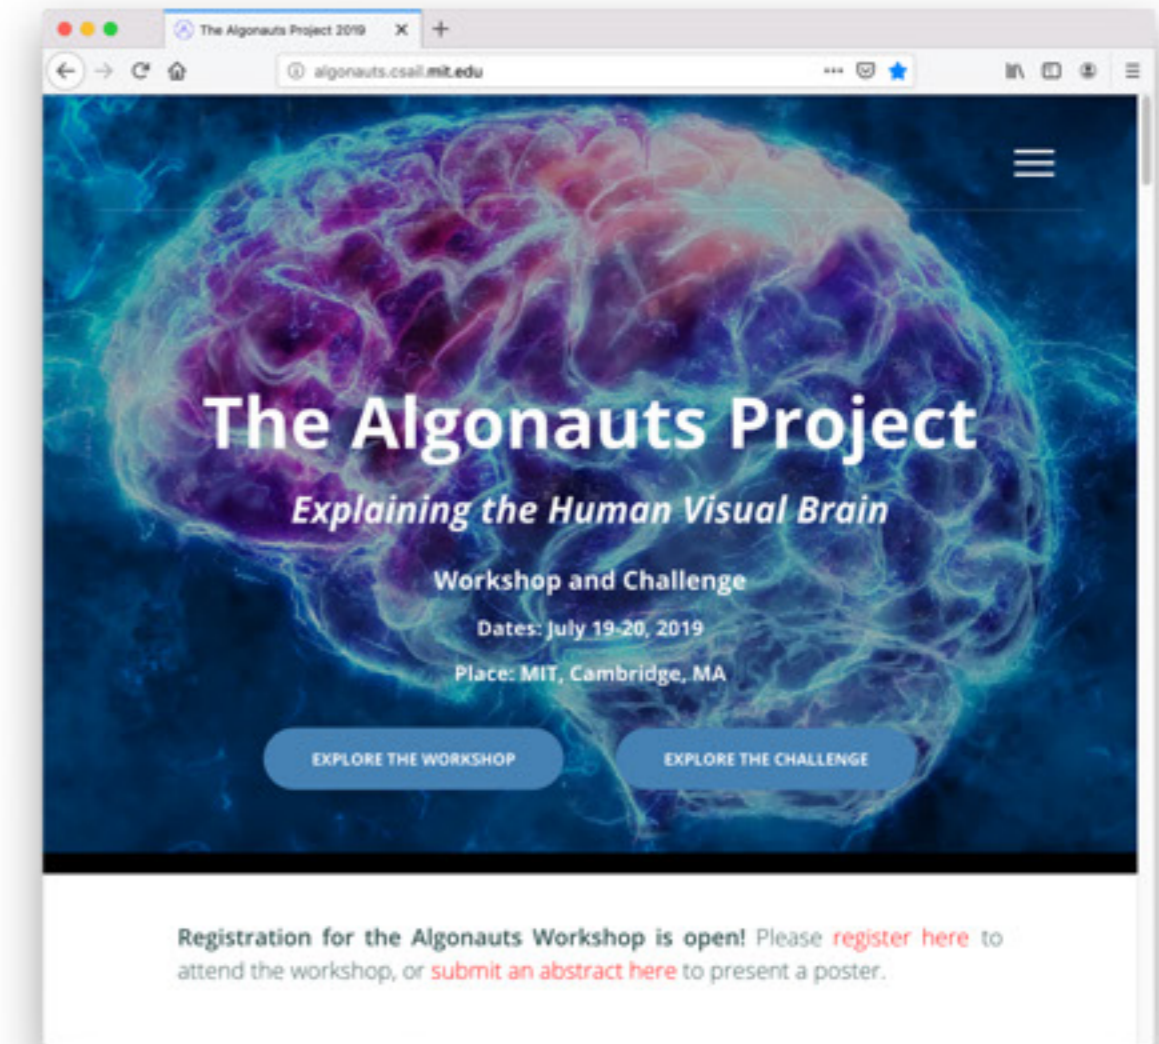 The Algonauts Project 2019
algonauts.csail.mit.edu
The Algonauts Project
Explaining the Human Visual Brain
Workshop and Challenge
Dates: July 19-20, 2019
Place: MIT, Cambridge, MA
EXPLORE THE WORKSHOP
EXPLORE THE CHALLENGE
Registration for the Algonauts Workshop is open! Please register here to
attend the workshop, or submit an abstract here to present a poster.